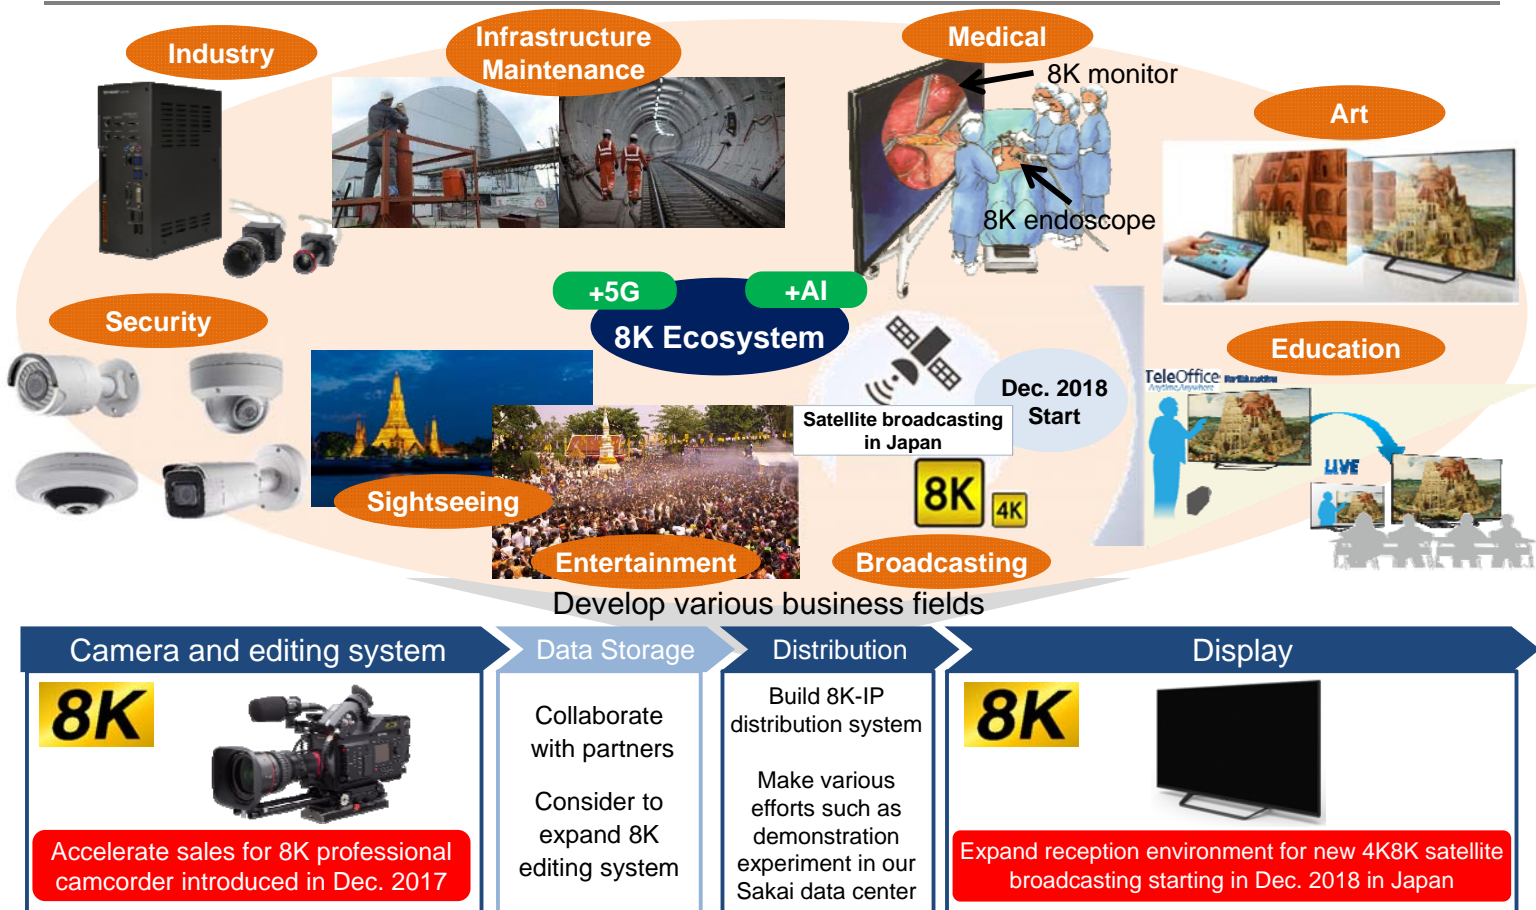 Industry
Infrastructure
Maintenance
Medical
8K monitor
Art
8K endoscope
+5G
+AI
8K Ecosystem
Security
Education
TeleOffice for Education
Anytime, Anywhere
Dec. 2018
Start
Satellite broadcasting
in Japan
LIVE
8K
4K
Sightseeing
Entertainment
Broadcasting
Develop various business fields
Camera and editing system
Data Storage
Distribution
Display
8K
Accelerate sales for 8K professional
camcorder introduced in Dec. 2017
Collaborate
with partners
Consider to
expand 8K
editing system
Build 8K-IP
distribution system
Make various
efforts such as
demonstration
experiment in our
Sakai data center
8K
Expand reception environment for new 4K8K satellite
broadcasting starting in Dec. 2018 in Japan